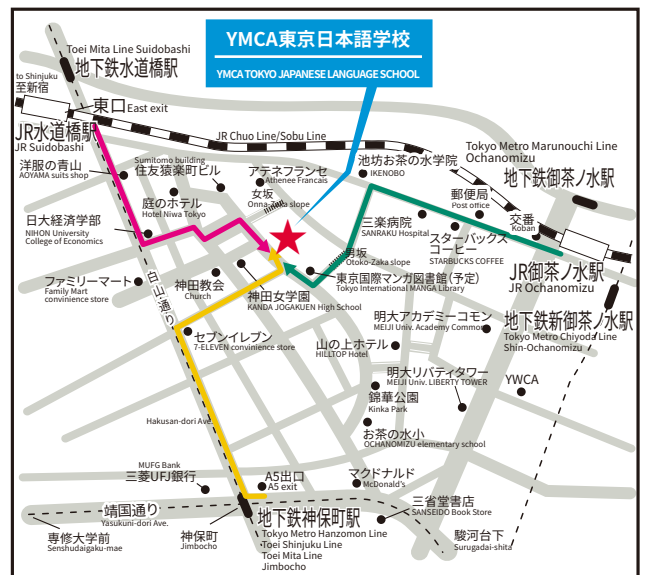 YMCA東京日本語学校
YMCA TOKYO JAPANESE LANGUAGE SCHOOL
Toei Mita Line Suidobashi
地下鉄水道橋駅
to Shinjuku
至新宿
東口 East exit
JR水道橋駅
JR Suidobashi
JR Chuo Line/Sobu Line
Tokyo Metro Marunouchi Line
Ochanomizu
地下鉄御茶ノ水駅
洋服の青山
AOYAMA suits shop
Sumitomo building
住友猿楽町ビル
アテネフランセ
Athenee Francais
池坊お茶の水学院
IKENOBO
女坂
Onna-Zaka slope
庭のホテル
Hotel Niwa Tokyo
郵便局
Post office
交番
Koban
日大経済学部
NIHON University
College of Economics
三楽病院
SANRAKU Hospital
スターバックス
コーヒー
STARBUCKS COFFEE
男坂
Otoko-Zaka slope
JR御茶ノ水駅
JR Ochanomizu
ファミリーマート
Family Mart
convinience store
白山通り
神田教会
Church
神田女学園
KANDA JOGAKUEN High School
東京国際マンガ図書館(予定)
Tokyo International MANGA Library
明大アカデミーコモン
MEIJI Univ. Academy Common
地下鉄新御茶ノ水駅
Tokyo Metro Chiyoda Line
Shin-Ochanomizu
セブンイレブン
7-ELEVEN convinience store
山の上ホテル
HILLTOP Hotel
明大リバティタワー
MEIJI Univ. LIBERTY TOWER
YWCA
錦華公園
Kinka Park
Hakusan-dori Ave.
お茶の水小
OCHANOMIZU elementary school
MUFG Bank
三菱UFJ銀行
A5出口
A5 exit
マクドナルド
McDonald's
靖国通り
Yasukuni-dori Ave.
地下鉄神保町駅
Tokyo Metro Hanzomon Line
Toei Shinjuku Line
Toei Mita Line
Jimbocho
三省堂書店
SANSEIDO Book Store
専修大学前
Senshudaigaku-mae
神保町
Jimbocho
駿河台下
Surugadai-shita